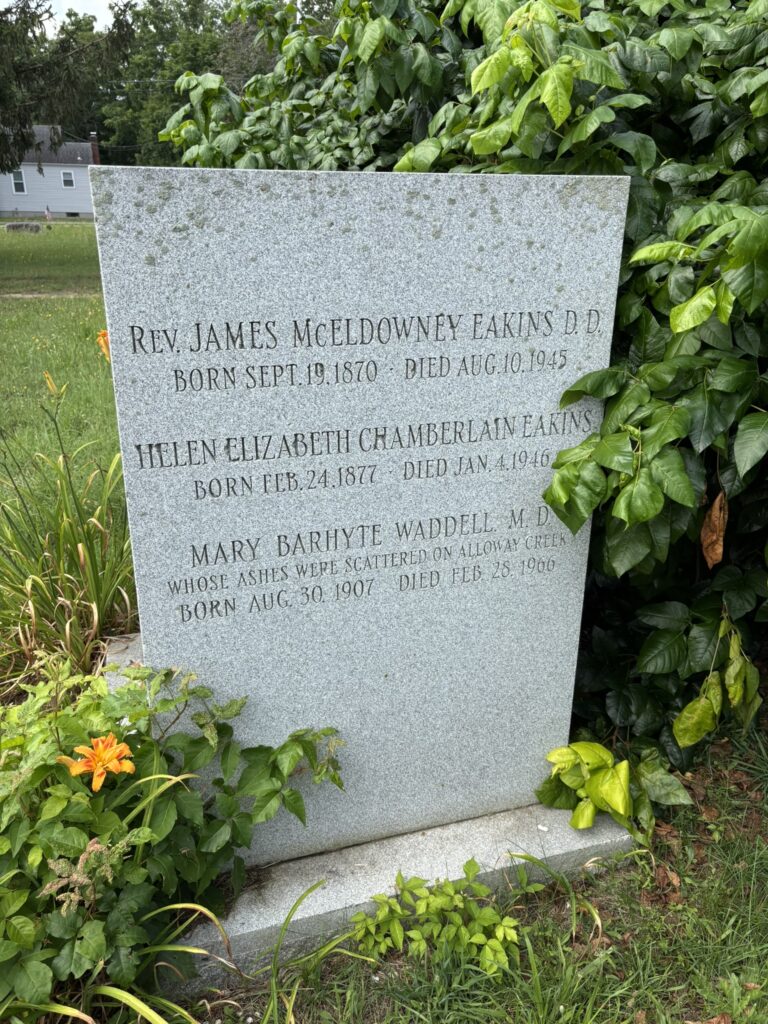 REV. JAMES MCELDOWNEY EAKINS D. D.
BORN SEPT. 19. 1870 · DIED AUG. 10. 1945
HELEN ELIZABETH CHAMBERLAIN EAKINS
BORN FEB. 24. 1877 · DIED JAN. 4. 1946
MARY BARHYTE WADDELL M. D.
WHOSE ASHES WERE SCATTERED ON ALLOWAY CREEK
BORN AUG. 30. 1907 DIED FEB. 28. 1966